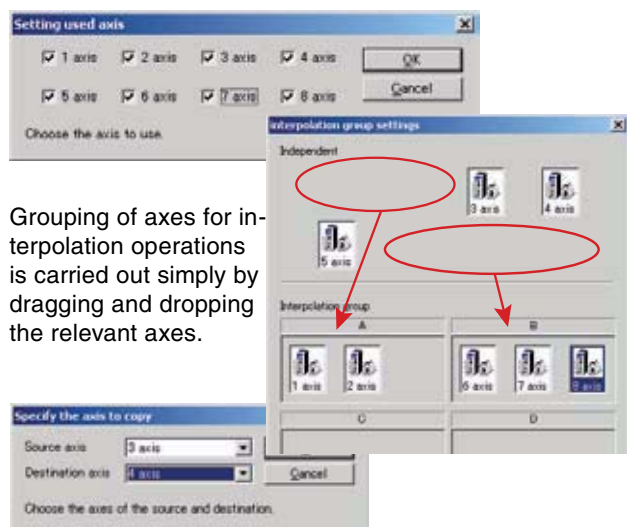 Setting used axis
1 axis 2 axis 3 axis 4 axis OK
5 axis 6 axis 7 axis 8 axis Cancel
Choose the axis to use.
interpolation group settings
Independent
3 axis 4 axis
5 axis
Grouping of axes for in-
terpolation operations
is carried out simply by
dragging and dropping
the relevant axes.
Interpolation group
A B
1 axis 2 axis 6 axis 7 axis 8 axis
C D
Specify the axis to copy
Source axis 3 axis
Destination axis 4 axis Cancel
Choose the axes of the source and destination.